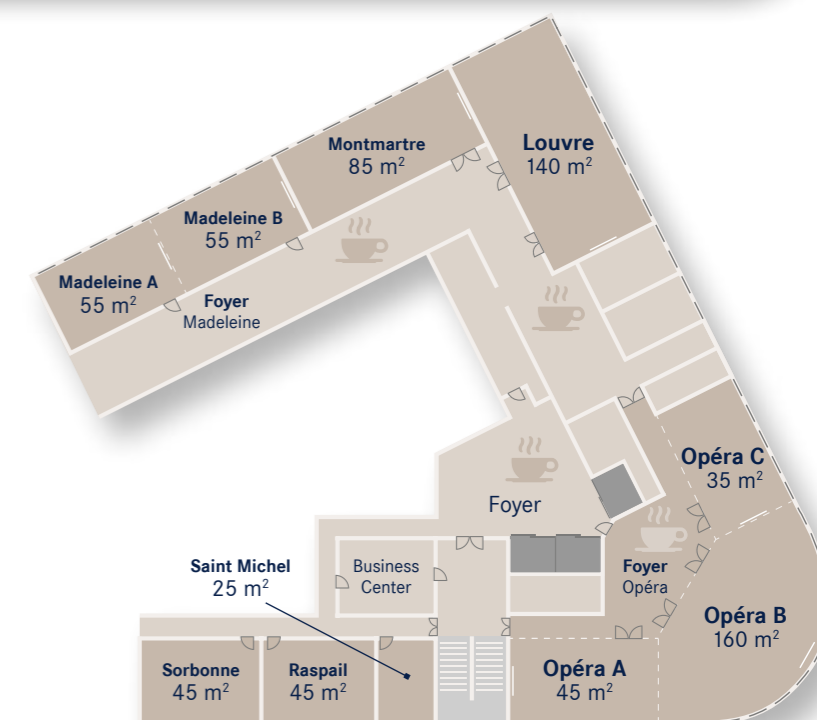 Montmartre
85 m²
Louvre
140 m²
Madeleine B
55 m²
Madeleine A
55 m²
Foyer
Madeleine
Opéra C
35 m²
Foyer
Saint Michel
25 m²
Business
Center
Foyer
Opéra
Opéra B
160 m²
Sorbonne
45 m²
Raspail
45 m²
Opéra A
45 m²